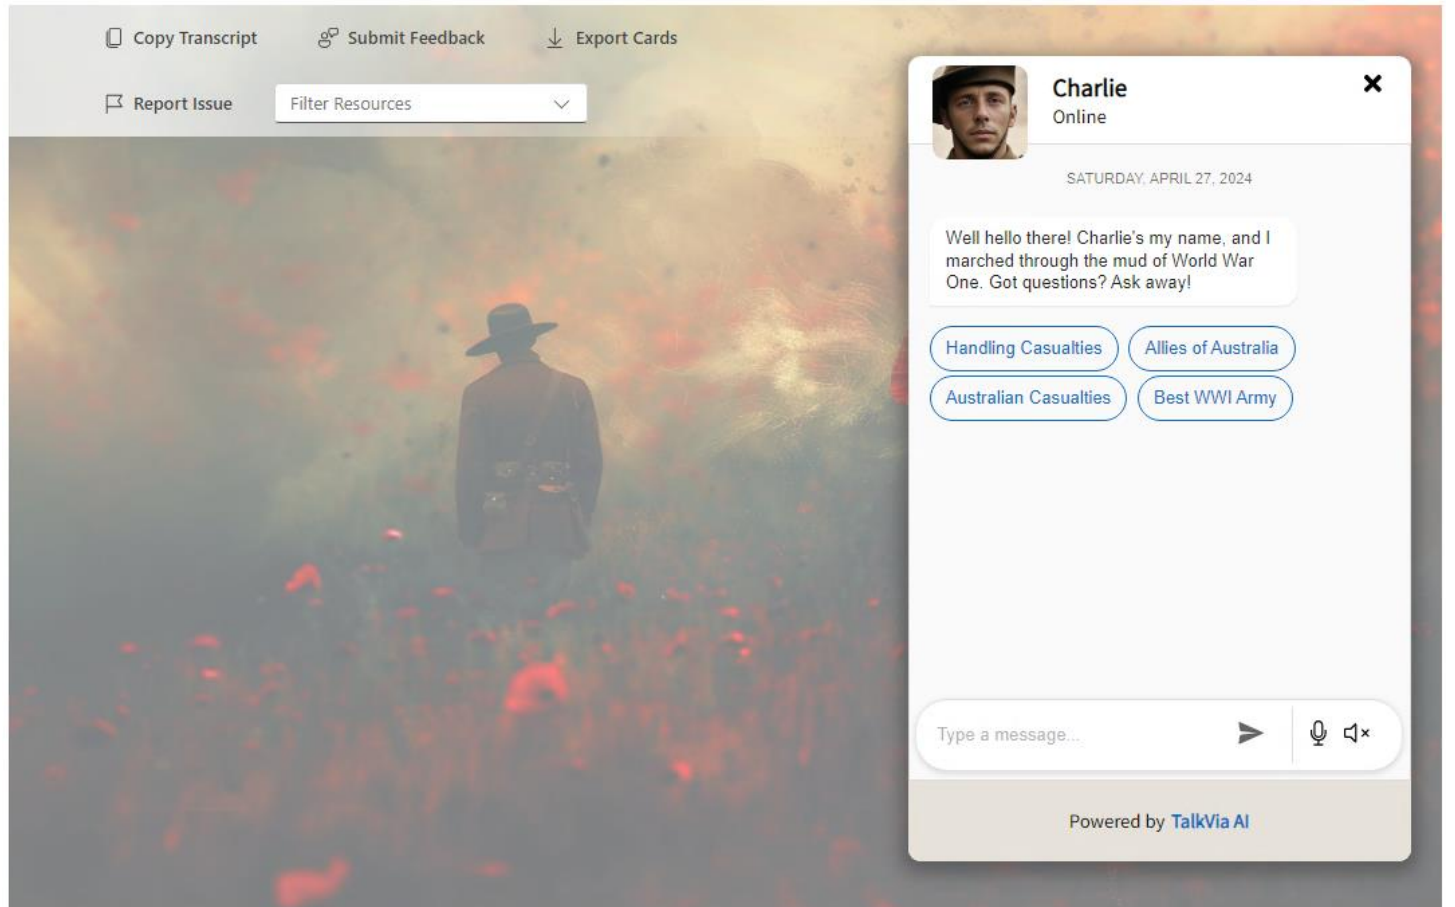 Copy Transcript
Submit Feedback
Export Cards
Report Issue
Filter Resources
Charlie
Online
SATURDAY, APRIL 27, 2024
Well hello there! Charlie's my name, and I
marched through the mud of World War
One. Got questions? Ask away!
Handling Casualties
Allies of Australia
Australian Casualties
Best WWI Army
Type a message...
Powered by TalkVia AI